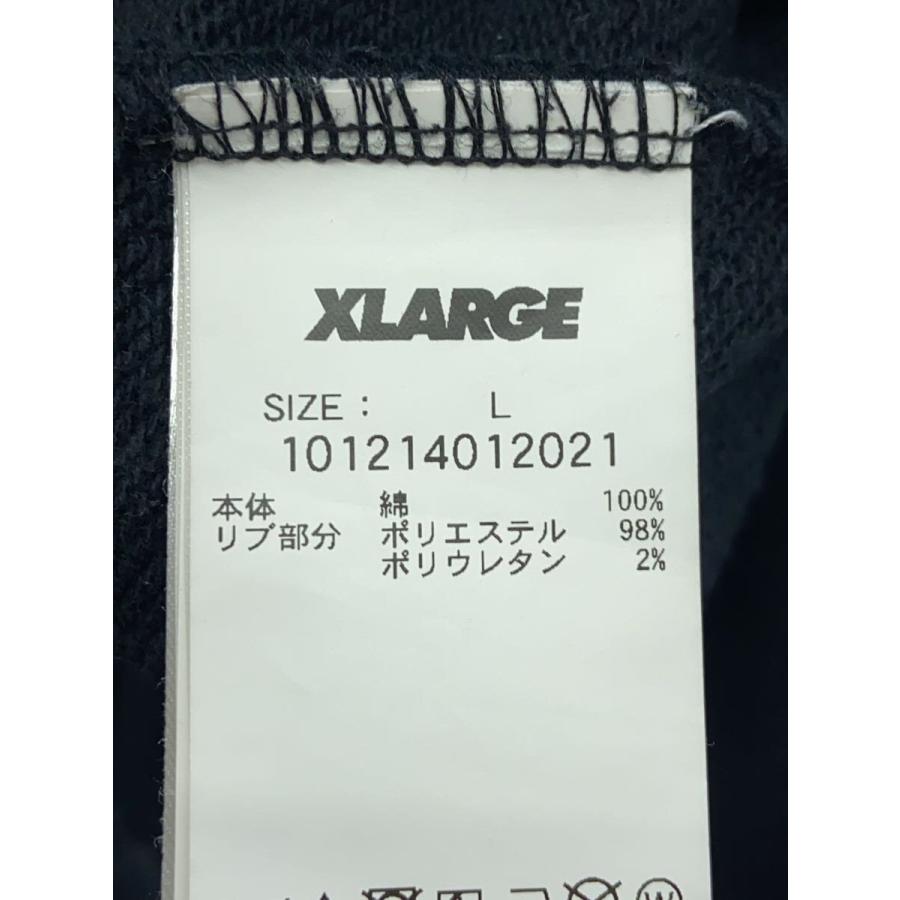 XLARGE
SIZE : L
101214012021
本体 綿 100%
リブ部分 ポリエステル 98%
ポリウレタン 2%